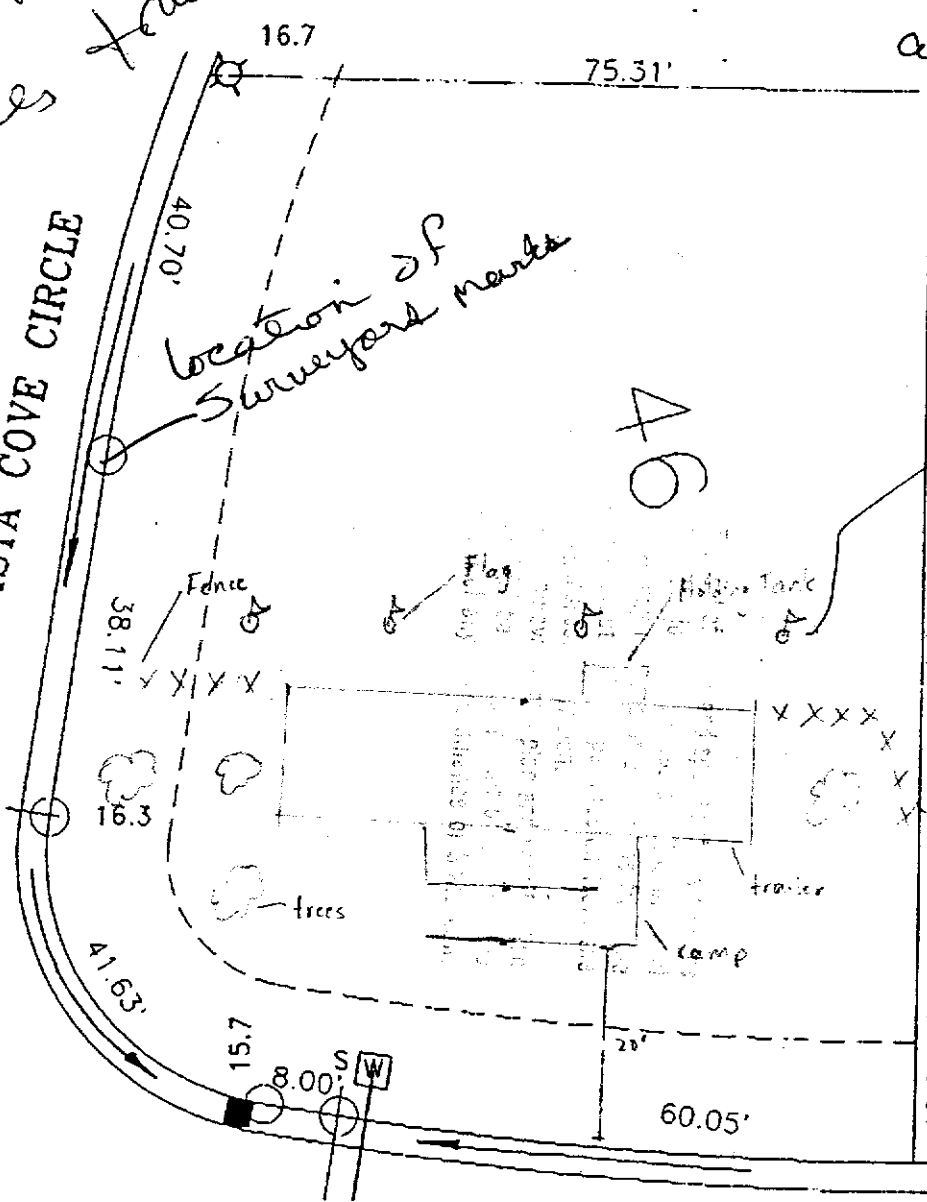 16.7
75.31'
40.70'
COVE CIRCLE
Location of
Surveyors marks
46
Fence
Flag
Tank
38.11'
X X X X
X X X X
X
X
X
16.3
trailer
trees
camp
41.63'
15.7
8.00'
S
W
20'
60.05'